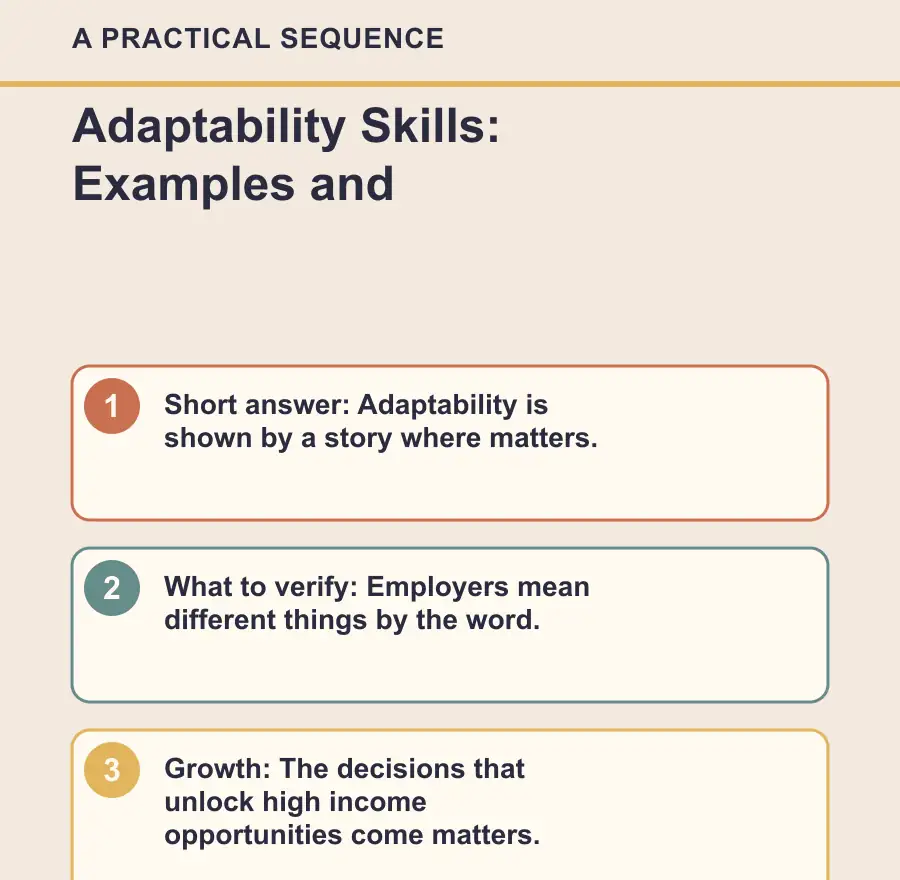 A PRACTICAL SEQUENCE
Adaptability Skills:
Examples and
1
Short answer: Adaptability is
shown by a story where matters.
2
What to verify: Employers mean
different things by the word.
3
Growth: The decisions that
unlock high income
opportunities come matters.